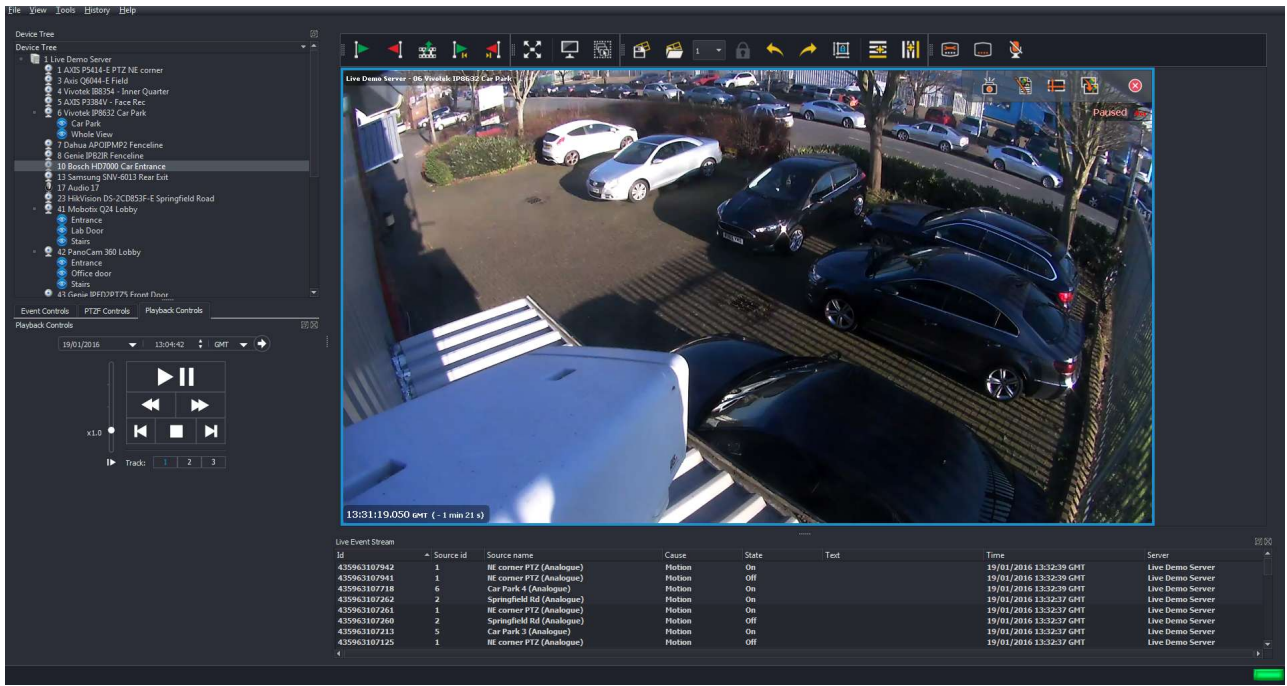 File View Tools History Help
Device Tree
Device Tree
1 Live Demo Server
1 AXIS P5414-E PTZ NE corner
3 Axis Q6044-E Field
4 Vivotek IB8354 - Inner Quarter
5 AXIS P3384V - Face Rec
6 Vivotek IP8632 Car Park
Car Park
Whole View
7 Dahua APOIPMP2 Fenceline
8 Genie IPB2IR Fenceline
10 Bosch HD7000 Car Entrance
13 Samsung SNV-6013 Rear Exit
17 Audio 17
23 HikVision DS-2CD853F-E Springfield Road
41 Mobotix Q24 Lobby
Entrance
Lab Door
Stairs
42 PanoCam 360 Lobby
Entrance
Office door
Stairs
43 Genie IPFD2PTZ5 Front Door
Event Controls PTZF Controls Playback Controls
Playback Controls
19/01/2016 13:04:42 GMT
x1.0
Track: 1 2 3
1
Live Demo Server - 06 Vivotek IP8632 Car Park
Paused
13:31:19.050 GMT ( - 1 min 21 s)
Live Event Stream
Id Source id Source name Cause State Text Time Server
435963107942 1 NE corner PTZ (Analogue) Motion On 19/01/2016 13:32:39 GMT Live Demo Server
435963107941 1 NE corner PTZ (Analogue) Motion Off 19/01/2016 13:32:39 GMT Live Demo Server
435963107718 6 Car Park 4 (Analogue) Motion On 19/01/2016 13:32:39 GMT Live Demo Server
435963107262 2 Springfield Rd (Analogue) Motion On 19/01/2016 13:32:37 GMT Live Demo Server
435963107261 1 NE corner PTZ (Analogue) Motion On 19/01/2016 13:32:37 GMT Live Demo Server
435963107260 2 Springfield Rd (Analogue) Motion Off 19/01/2016 13:32:37 GMT Live Demo Server
435963107213 5 Car Park 3 (Analogue) Motion On 19/01/2016 13:32:37 GMT Live Demo Server
435963107125 1 NE corner PTZ (Analogue) Motion Off 19/01/2016 13:32:37 GMT Live Demo Server